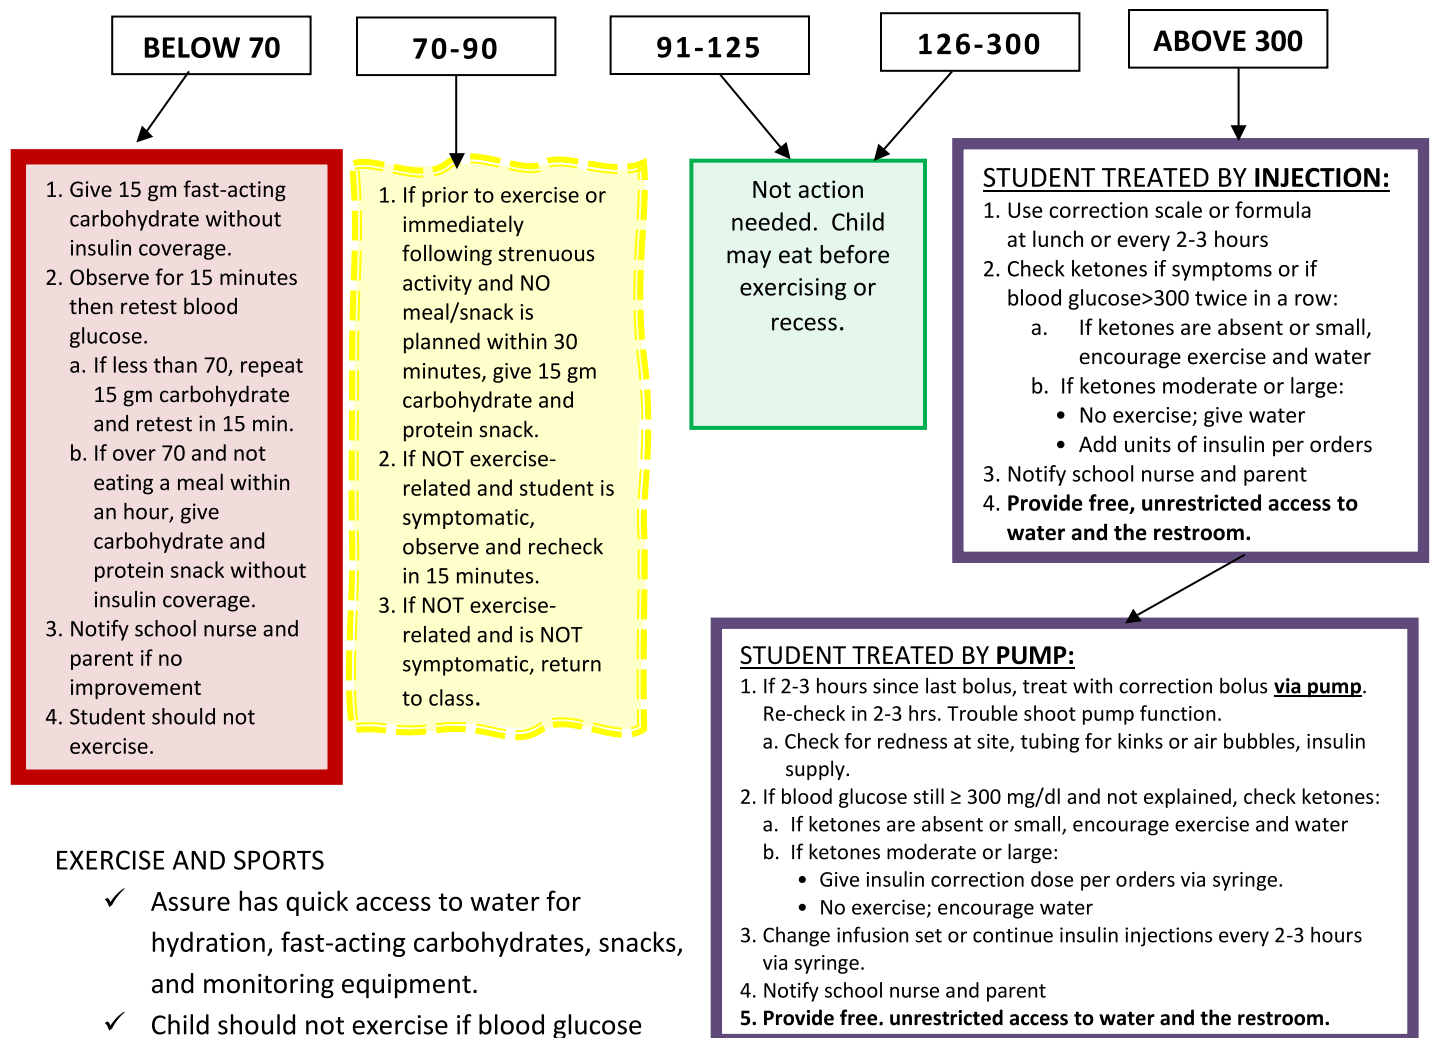 BELOW 70
70-90
91-125
126-300
ABOVE 300
1. Give 15 gm fast-acting
carbohydrate without
insulin coverage.
2. Observe for 15 minutes
then retest blood
glucose.
a. If less than 70, repeat
15 gm carbohydrate
and retest in 15 min.
b. If over 70 and not
eating a meal within
an hour, give
carbohydrate and
protein snack without
insulin coverage.
3. Notify school nurse and
parent if no
improvement
4. Student should not
exercise.
1. If prior to exercise or
immediately
following strenuous
activity and NO
meal/snack is
planned within 30
minutes, give 15 gm
carbohydrate and
protein snack.
2. If NOT exercise-
related and student is
symptomatic,
observe and recheck
in 15 minutes.
3. If NOT exercise-
related and is NOT
symptomatic, return
to class.
Not action
needed. Child
may eat before
exercising or
recess.
STUDENT TREATED BY INJECTION:
1. Use correction scale or formula
at lunch or every 2-3 hours
2. Check ketones if symptoms or if
blood glucose>300 twice in a row:
a. If ketones are absent or small,
encourage exercise and water
b. If ketones moderate or large:
• No exercise; give water
• Add units of insulin per orders
3. Notify school nurse and parent
4. Provide free, unrestricted access to
water and the restroom.
STUDENT TREATED BY PUMP:
1. If 2-3 hours since last bolus, treat with correction bolus via pump.
Re-check in 2-3 hrs. Trouble shoot pump function.
a. Check for redness at site, tubing for kinks or air bubbles, insulin
supply.
2. If blood glucose still ≥ 300 mg/dl and not explained, check ketones:
a. If ketones are absent or small, encourage exercise and water
b. If ketones moderate or large:
• Give insulin correction dose per orders via syringe.
• No exercise; encourage water
3. Change infusion set or continue insulin injections every 2-3 hours
via syringe.
4. Notify school nurse and parent
5. Provide free, unrestricted access to water and the restroom.
EXERCISE AND SPORTS
✓ Assure has quick access to water for
hydration, fast-acting carbohydrates, snacks,
and monitoring equipment.
✓ Child should not exercise if blood glucose